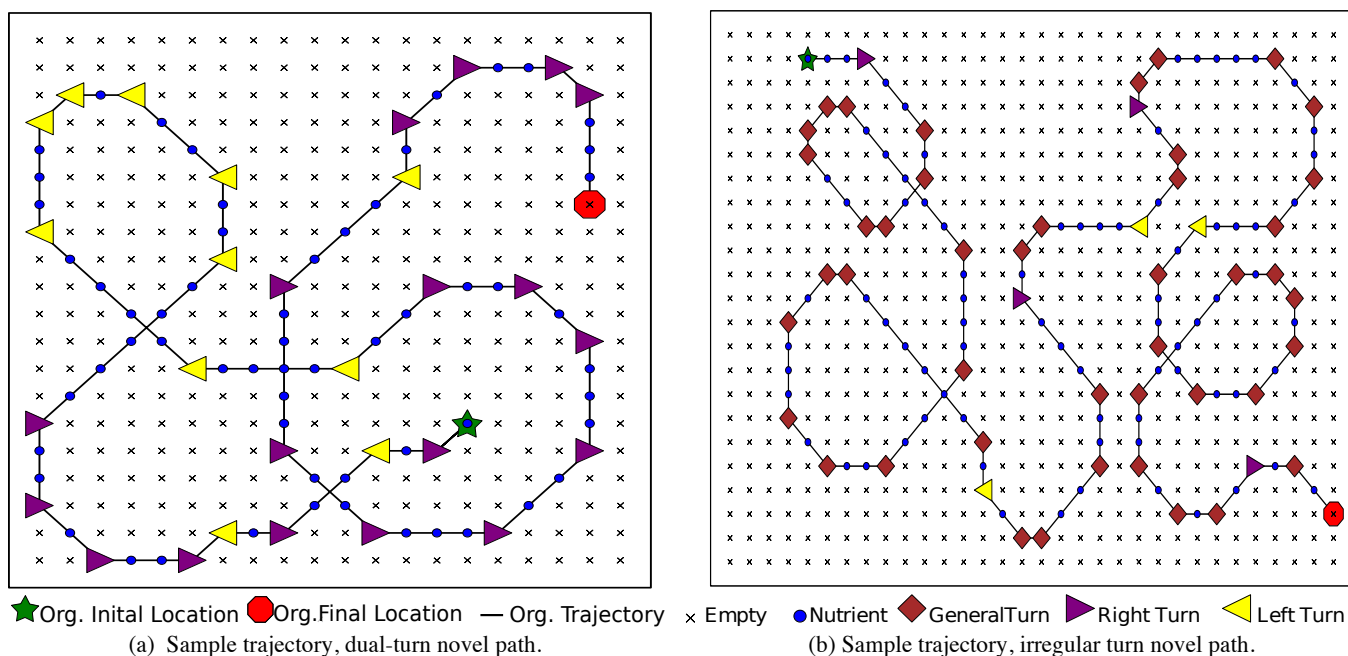 Org. Inital Location Org.Final Location Org. Trajectory Empty Nutrient GeneralTurn Right Turn Left Turn
(a) Sample trajectory, dual-turn novel path.
(b) Sample trajectory, irregular turn novel path.